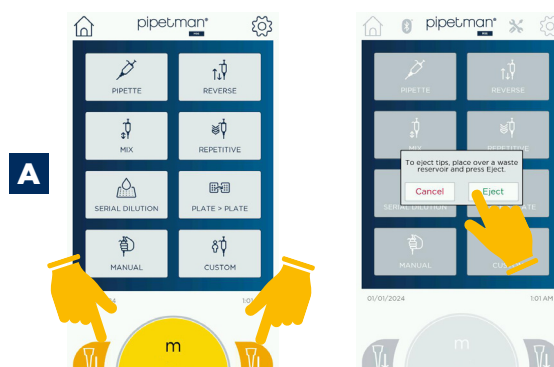 pipetman®
PIPETTE
REVERSE
MIX
REPETITIVE
A
SERIAL DILUTION
PLATE > PLATE
MANUAL
CUSTOM
m
pipetman®
PIPETTE
REVERSE
MIX
REPETITIVE
To eject tips, place over a waste
reservoir and press Eject.
Cancel
Eject
MANUAL
01/01/2024
1:01 AM
m